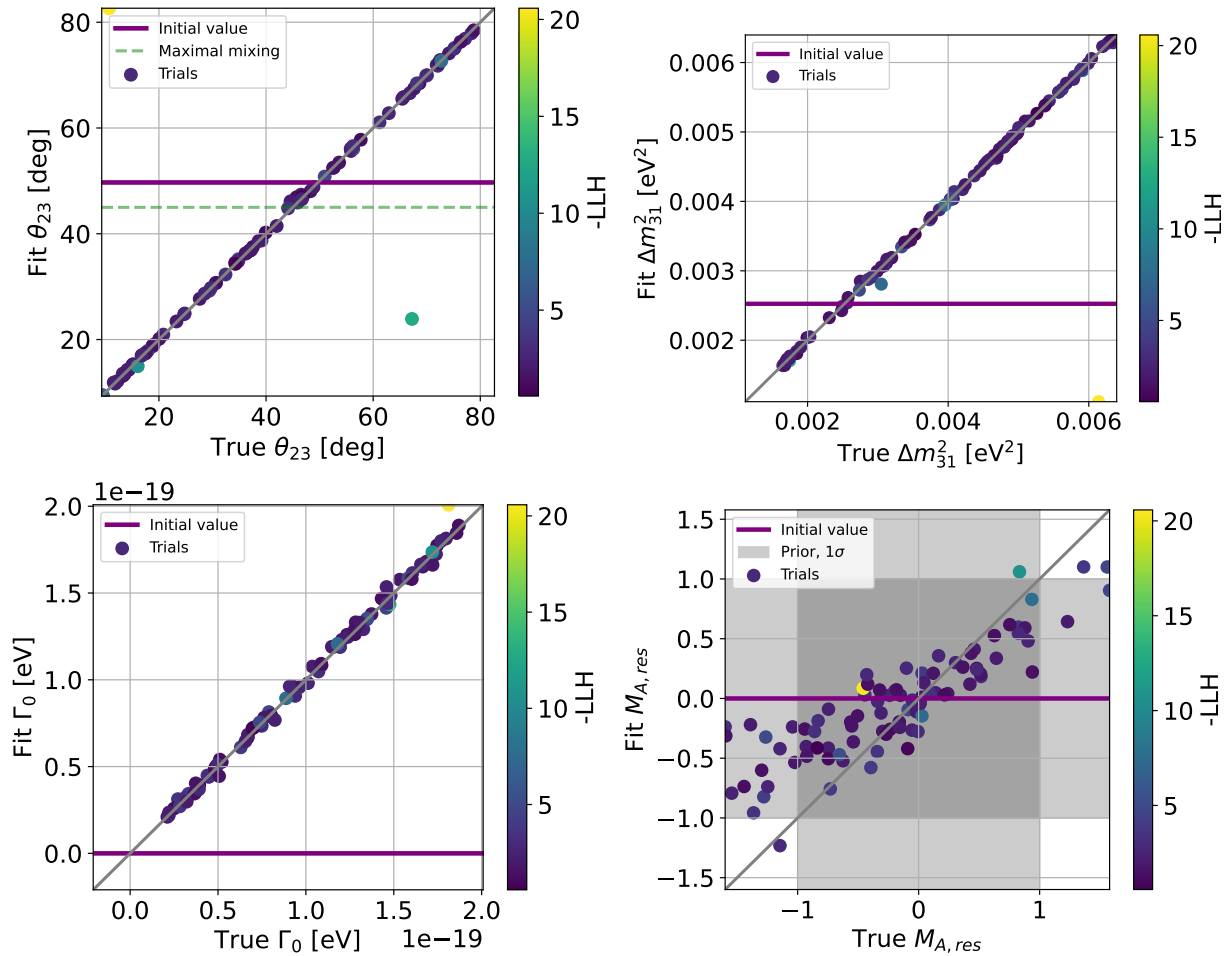 Initial value
Maximal mixing
Trials
80
60
40
20
Fit θ23 [deg]
20 40 60 80
True θ23 [deg]
20
15
10
5
-LLH
Initial value
Trials
0.006
0.005
0.004
0.003
0.002
Fit Δm²31 [eV²]
0.002 0.004 0.006
True Δm²31 [eV²]
20
15
10
5
-LLH
1e−19
Initial value
Trials
2.0
1.5
1.0
0.5
0.0
Fit Γ0 [eV]
0.0 0.5 1.0 1.5 2.0
True Γ0 [eV]
1e−19
20
15
10
5
-LLH
Initial value
Prior, 1σ
Trials
1.5
1.0
0.5
0.0
−0.5
−1.0
−1.5
Fit MA,res
−1 0 1
True MA,res
20
15
10
5
-LLH